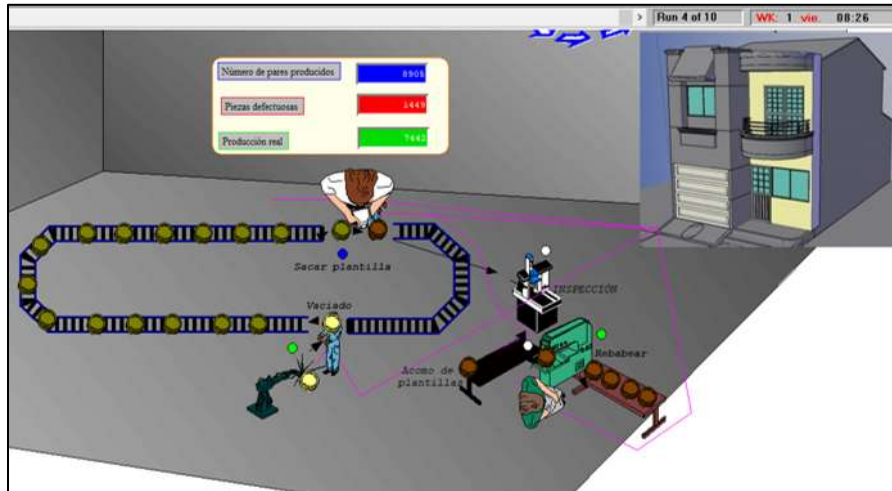 Run 4 of 10
WK: 1 vie. 08:26
Número de pares producidos
8905
Piezas defectuosas
1449
Producción real
7443
Sacar plantilla
INSPECCIÓN
Vaciado
Rebabear
Acomo de
plantillas